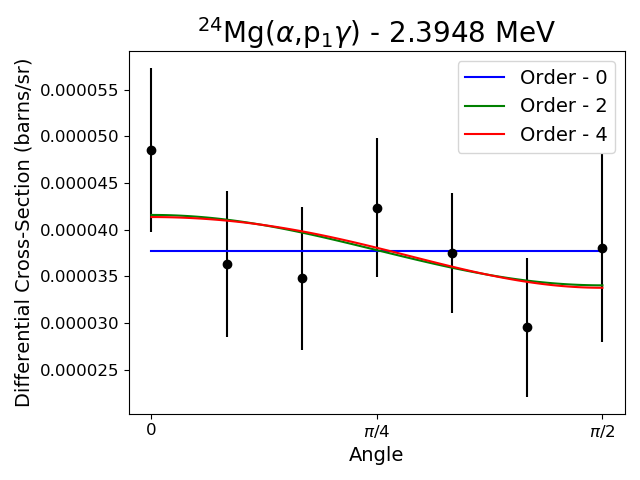 ²⁴Mg(α,p₁γ) - 2.3948 MeV
Differential Cross-Section (barns/sr)
0.000055
0.000050
0.000045
0.000040
0.000035
0.000030
0.000025
Order - 0
Order - 2
Order - 4
0
π/4
π/2
Angle